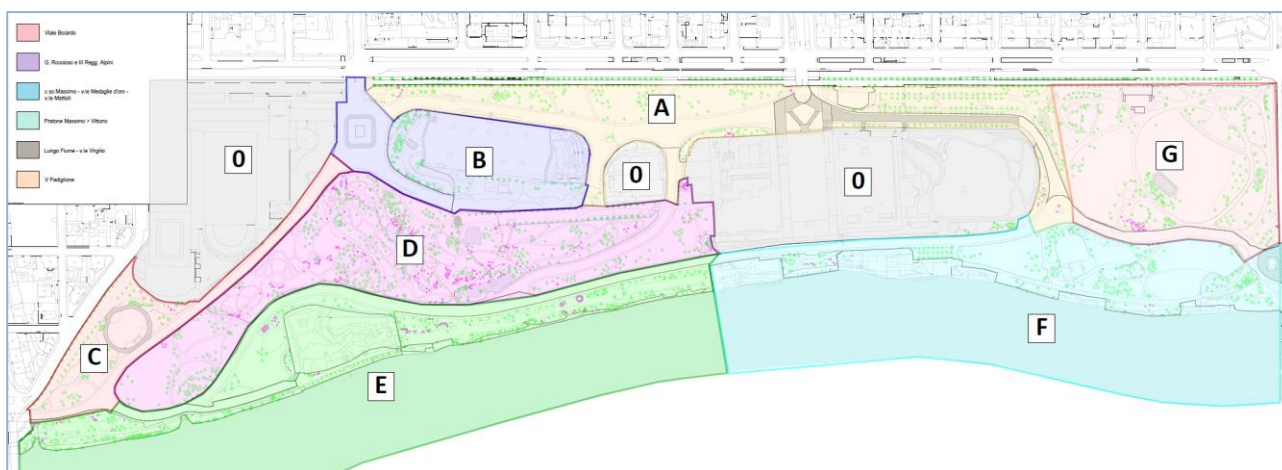 Viale Boiardo
G. Roccioso e III Regg. Alpini
c.so Massimo - v.le Medaglie d'oro -
v.le Mattioli
Pratone Massimo > Vittorio
Lungo Fiume - v.le Virgilio
V Padiglione
A
B
0
0
0
G
D
C
E
F